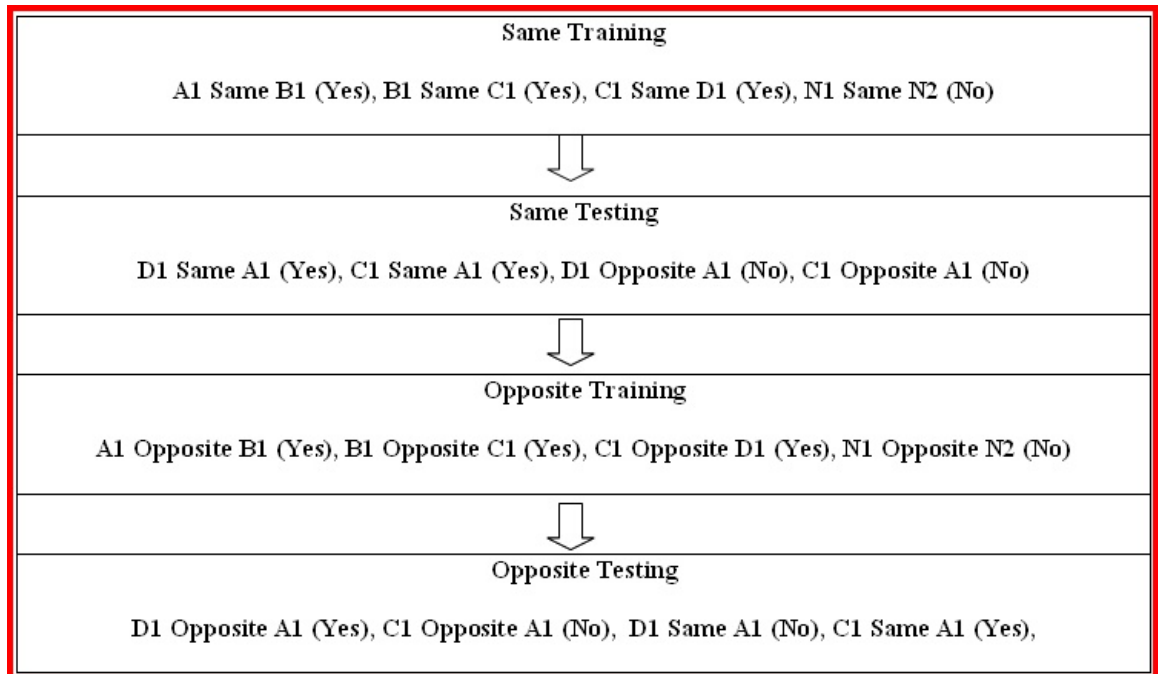 Same Training
A1 Same B1 (Yes), B1 Same C1 (Yes), C1 Same D1 (Yes), N1 Same N2 (No)
Same Testing
D1 Same A1 (Yes), C1 Same A1 (Yes), D1 Opposite A1 (No), C1 Opposite A1 (No)
Opposite Training
A1 Opposite B1 (Yes), B1 Opposite C1 (Yes), C1 Opposite D1 (Yes), N1 Opposite N2 (No)
Opposite Testing
D1 Opposite A1 (Yes), C1 Opposite A1 (No), D1 Same A1 (No), C1 Same A1 (Yes),